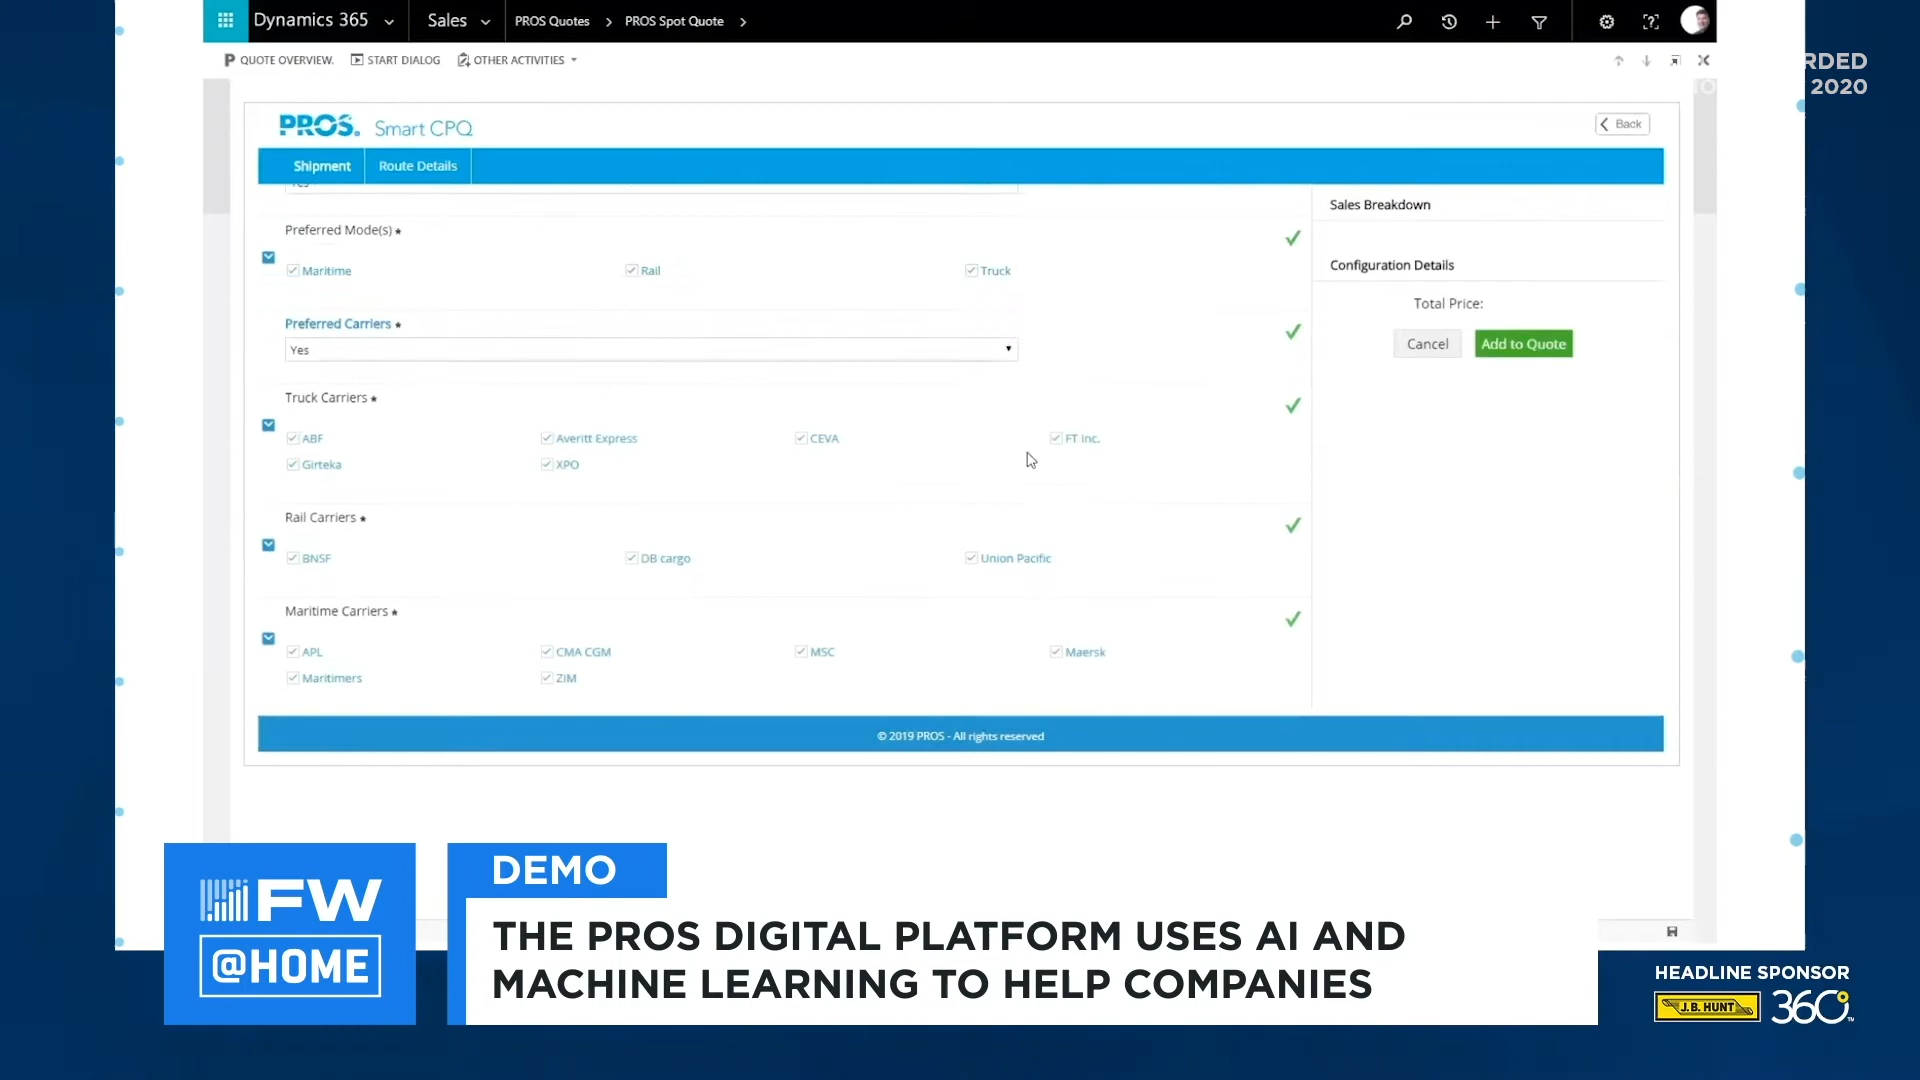 Dynamics 365 Sales PROS Quotes PROS Spot Quote
QUOTE OVERVIEW. START DIALOG OTHER ACTIVITIES
RDED
2020
PROS. Smart CPQ
Back
Shipment Route Details
Yes
Sales Breakdown
Preferred Mode(s) *
Maritime Rail Truck
Configuration Details
Total Price:
Cancel Add to Quote
Preferred Carriers *
Yes
Truck Carriers *
ABF Averitt Express CEVA FT Inc.
Girteka XPO
Rail Carriers *
BNSF DB cargo Union Pacific
Maritime Carriers *
APL CMA CGM MSC Maersk
Maritimers ZIM
© 2019 PROS - All rights reserved
FW
@HOME
DEMO
THE PROS DIGITAL PLATFORM USES AI AND
MACHINE LEARNING TO HELP COMPANIES
HEADLINE SPONSOR
J.B. HUNT 360°™